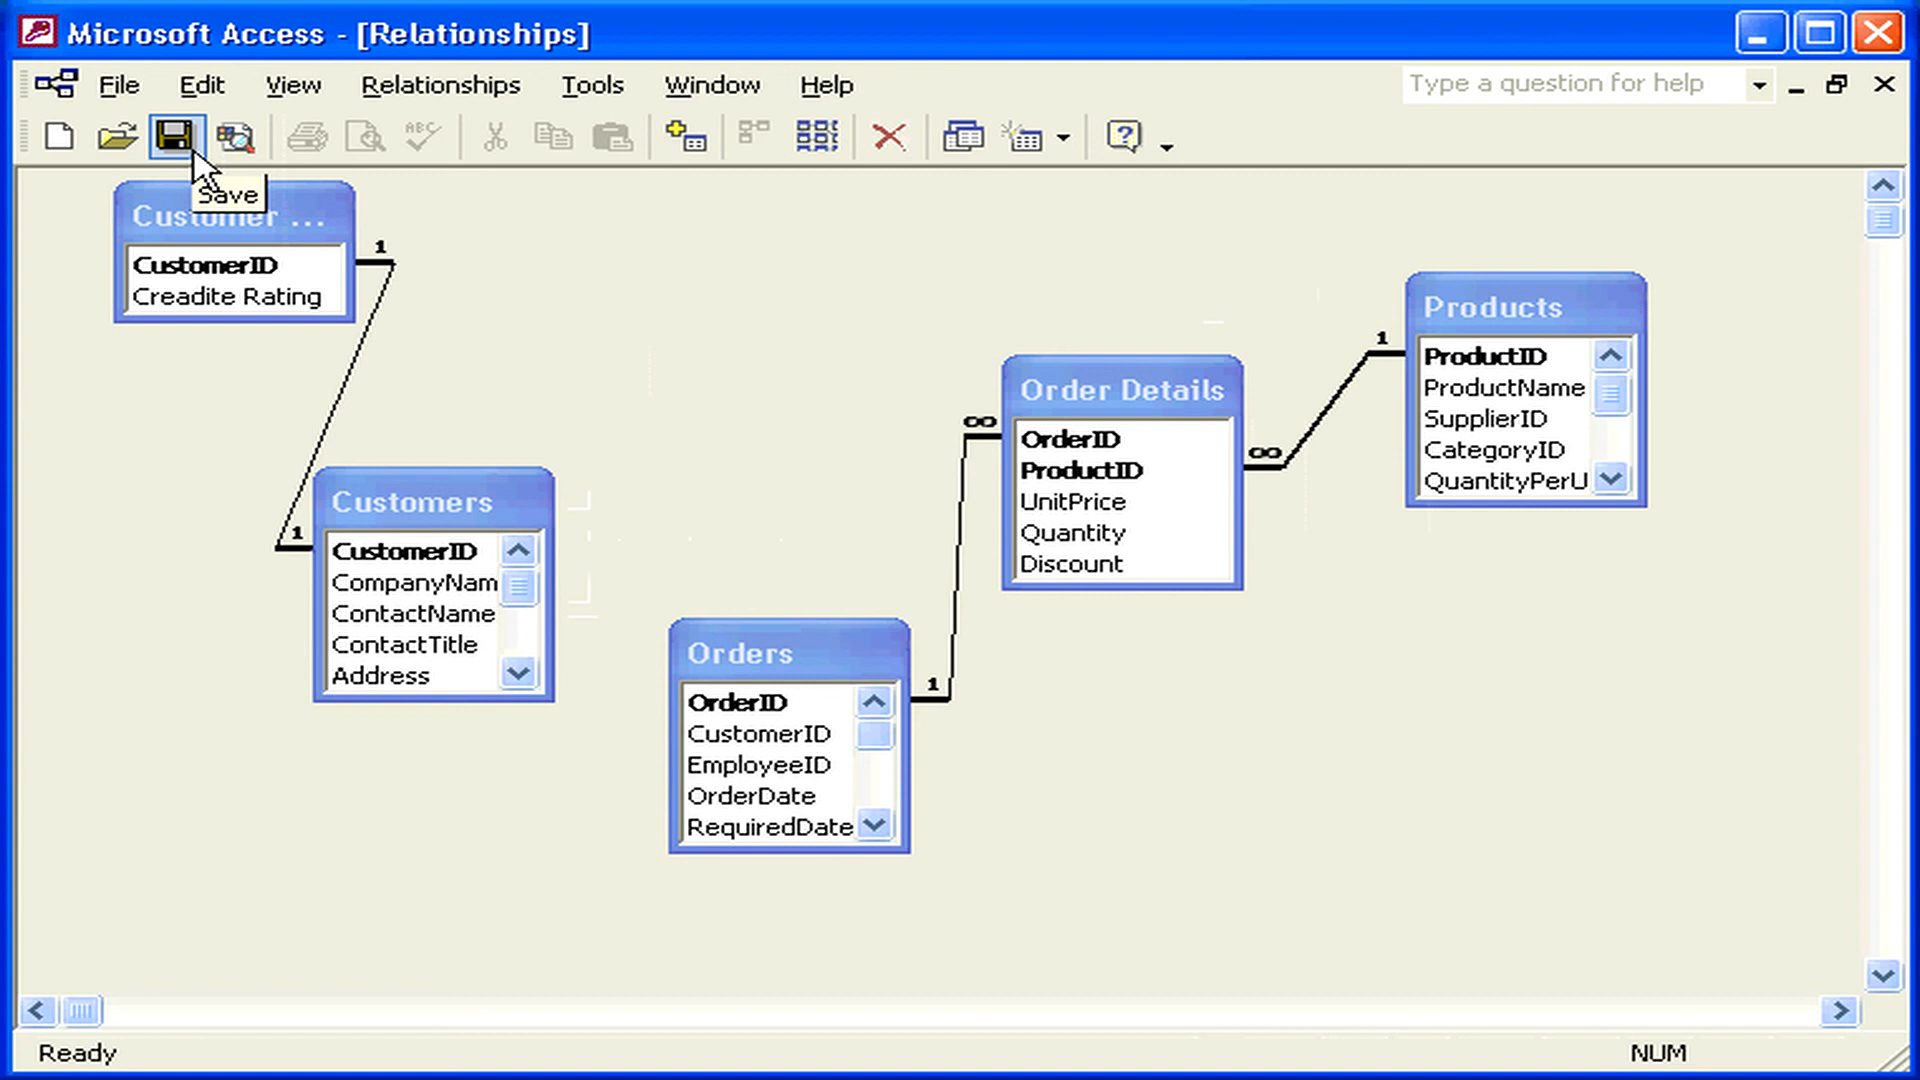 Microsoft Access - [Relationships]
File Edit View Relationships Tools Window Help
Type a question for help
ABC
Save
Customer ...
CustomerID
Creadite Rating
1
1
Customers
CustomerID
CompanyNam
ContactName
ContactTitle
Address
Orders
OrderID
CustomerID
EmployeeID
OrderDate
RequiredDate
1
∞
Order Details
OrderID
ProductID
UnitPrice
Quantity
Discount
∞
1
Products
ProductID
ProductName
SupplierID
CategoryID
QuantityPerU
Ready
NUM